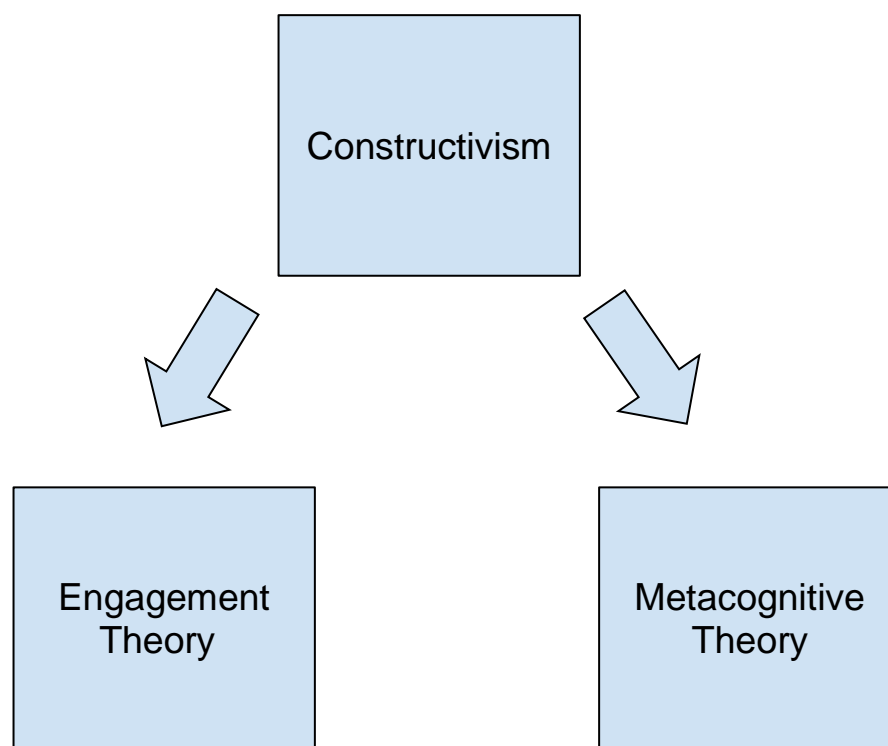 Constructivism
Engagement
Theory
Metacognitive
Theory